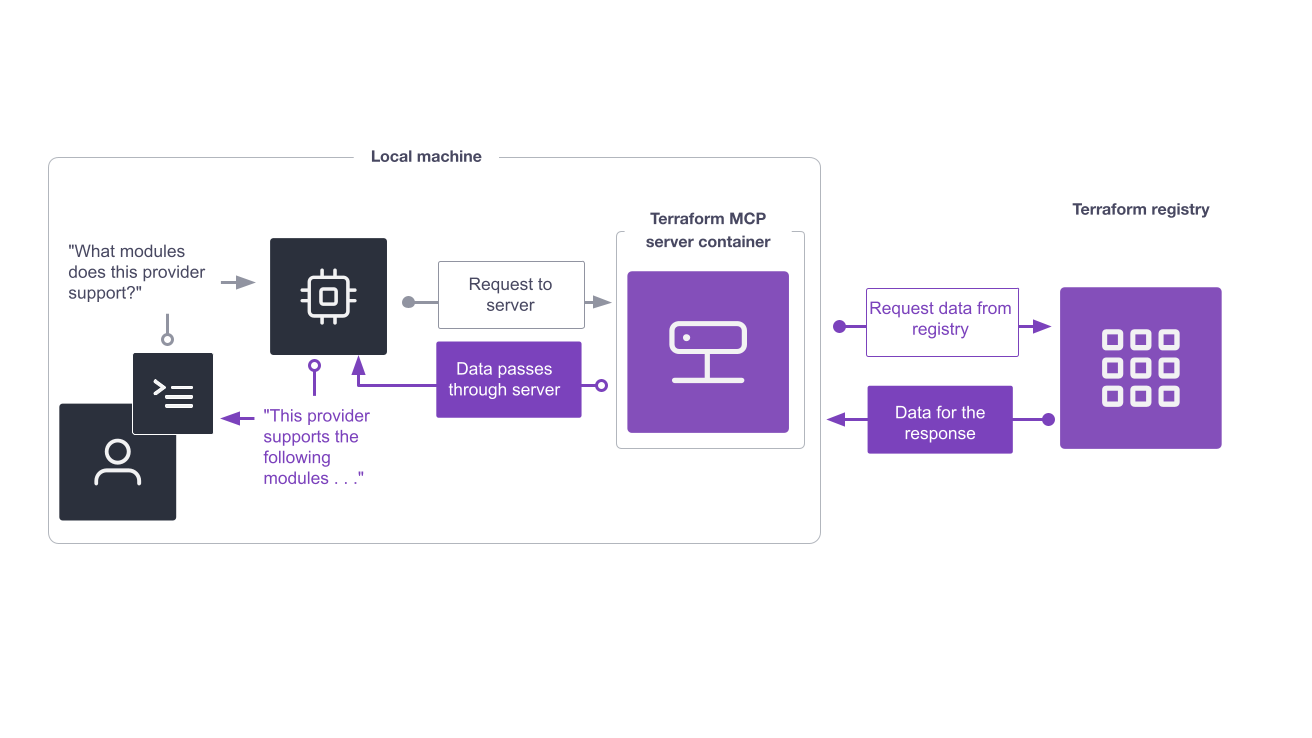 Local machine
"What modules
does this provider
support?"
Request to
server
Data passes
through server
"This provider
supports the
following
modules . . ."
Terraform MCP
server container
Request data from
registry
Data for the
response
Terraform registry